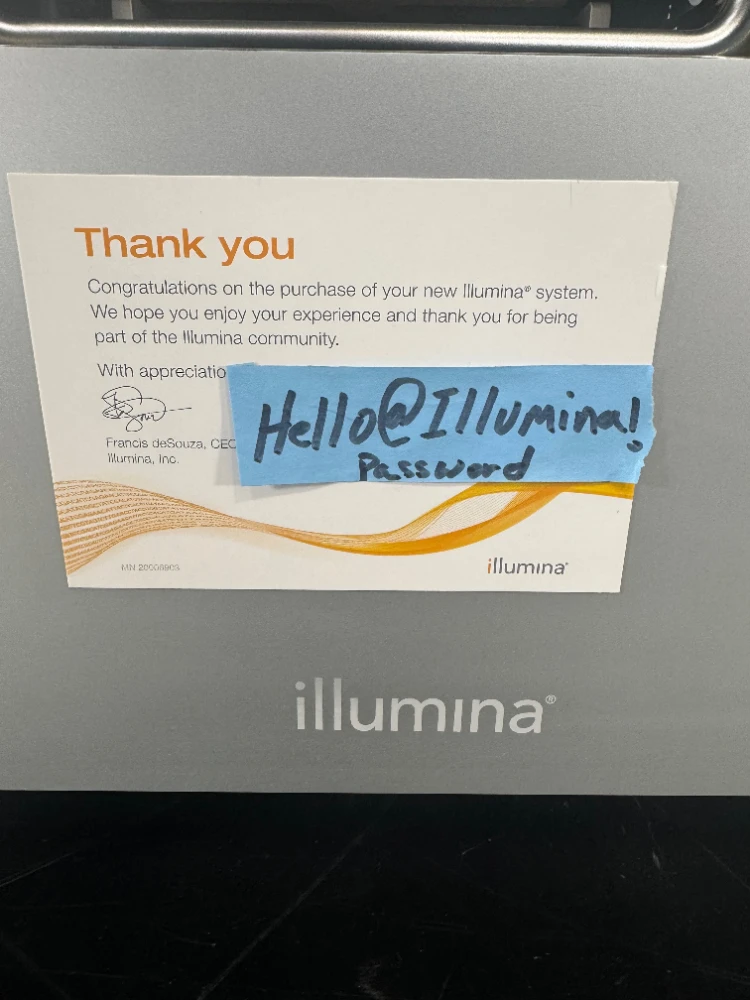 Thank you
Congratulations on the purchase of your new Illumina® system.
We hope you enjoy your experience and thank you for being
part of the Illumina community.
With appreciatio
Hello@Illumina!
Password
Francis deSouza, CEO
Illumina, Inc.
illumina®
illumina®